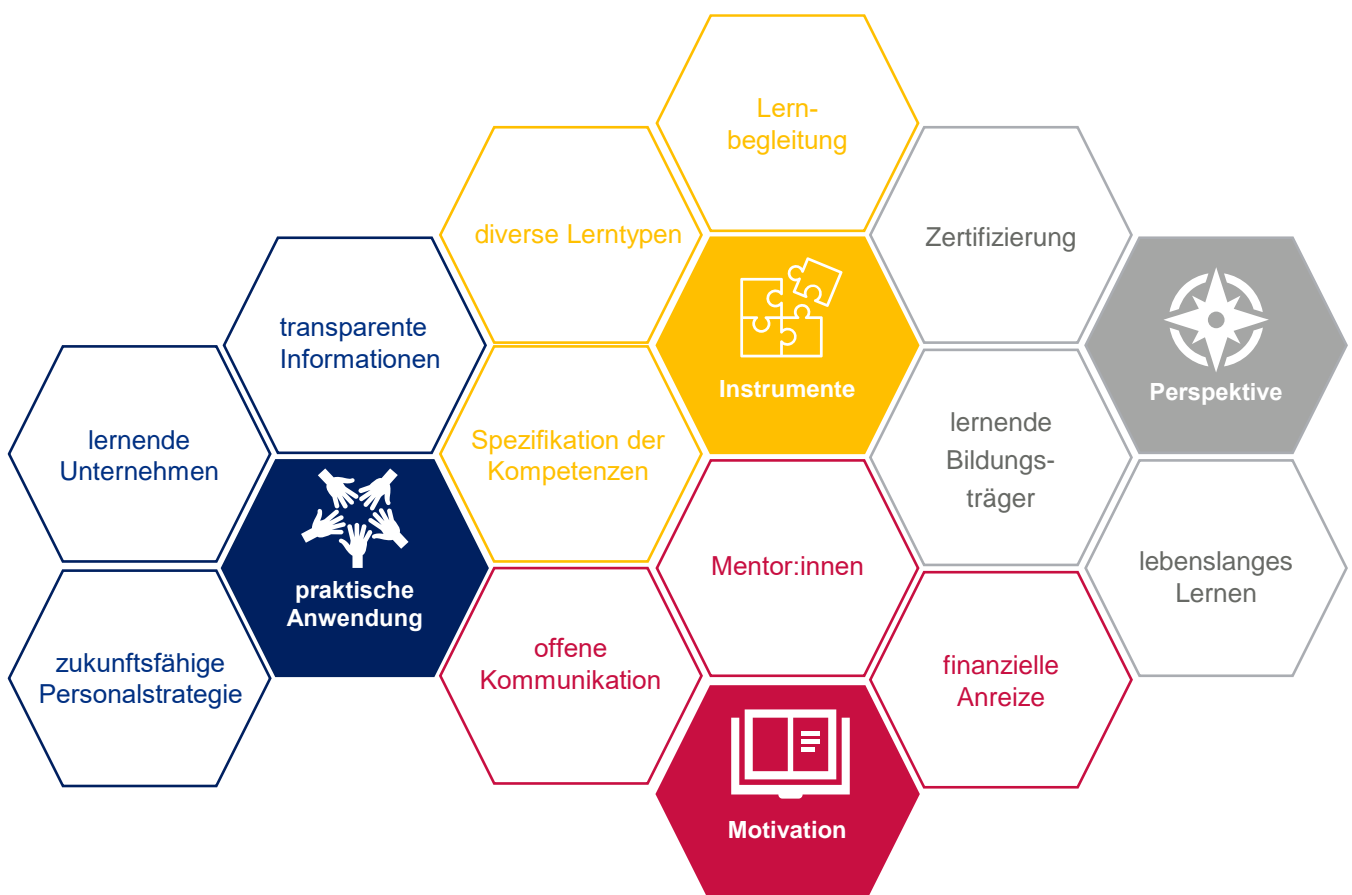 Lern-
begleitung
diverse Lerntypen
Zertifizierung
transparente
Informationen
Instrumente
Perspektive
lernende
Unternehmen
Spezifikation der
Kompetenzen
lernende
Bildungs-
träger
praktische
Anwendung
Mentor:innen
lebenslanges
Lernen
zukunftsfähige
Personalstrategie
offene
Kommunikation
finanzielle
Anreize
Motivation